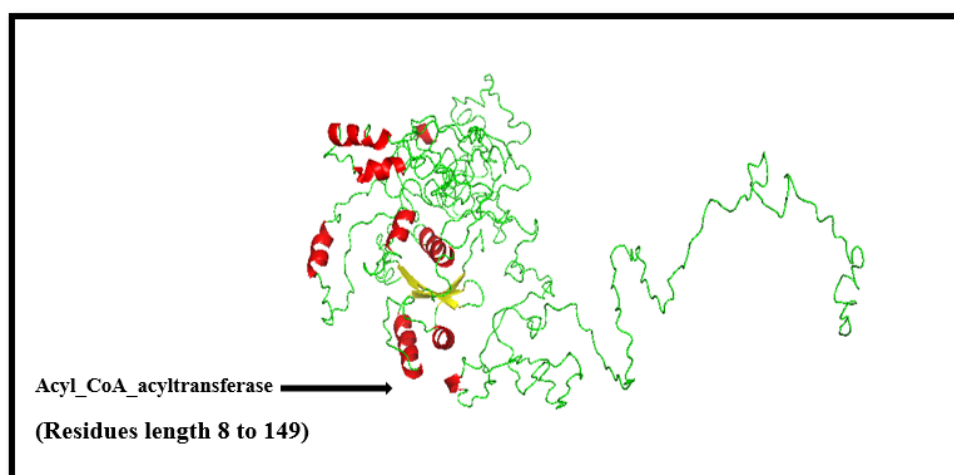 Acyl_CoA_acyltransferase
(Residues length 8 to 149)